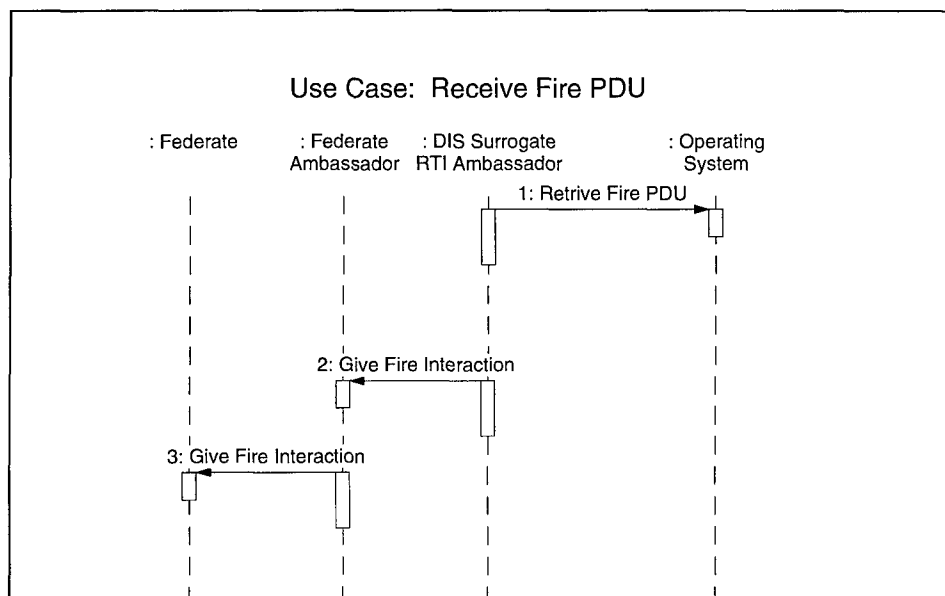 Use Case: Receive Fire PDU
: Federate
: Federate
Ambassador
: DIS Surrogate
RTI Ambassador
: Operating
System
1: Retrive Fire PDU
2: Give Fire Interaction
3: Give Fire Interaction